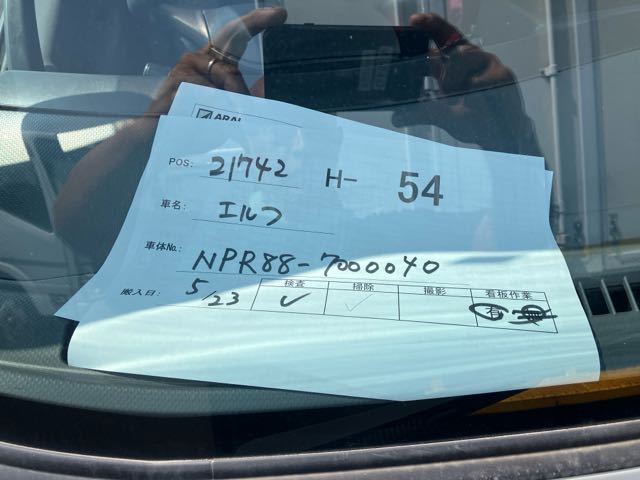 ARAI
POS: 21742 H- 54
車名: エルフ
車体No.: NPR88-7000040
搬入日: 5/23 検査 掃除 撮影 看板作業
✓ ✓ 有